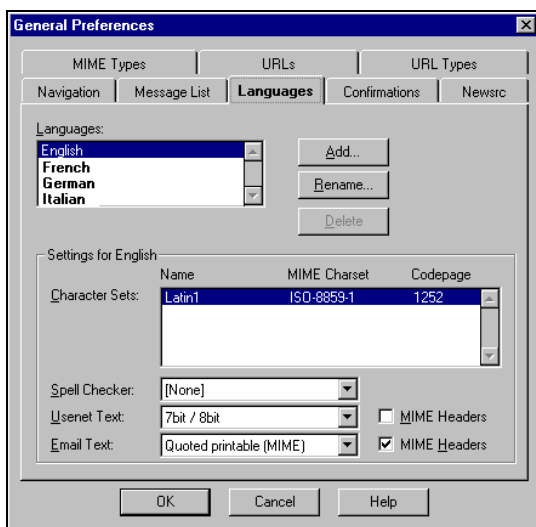 General Preferences
MIME Types URLs URL Types
Navigation Message List Languages Confirmations Newsrc
Languages:
English
French
German
Italian
Add...
Rename...
Delete
Settings for English
Name MIME Charset Codepage
Character Sets: Latin1 ISO-8859-1 1252
Spell Checker: [None]
Usenet Text: 7bit / 8bit MIME Headers
Email Text: Quoted printable (MIME) MIME Headers
OK Cancel Help